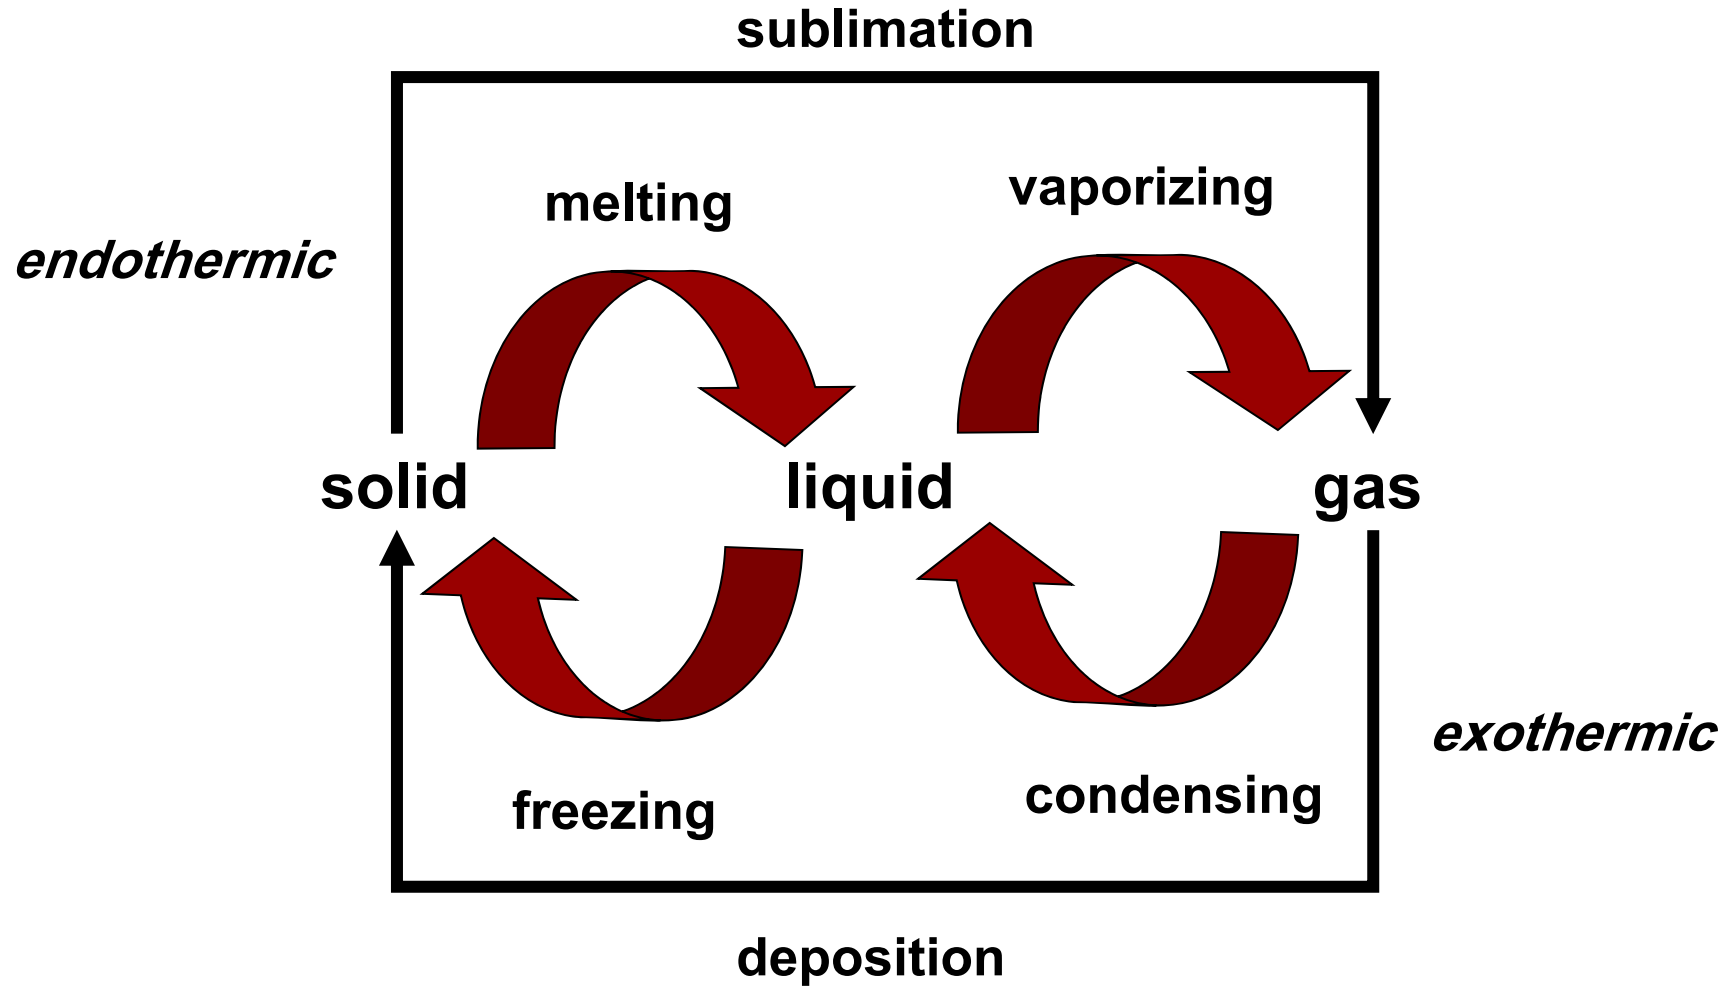 sublimation
melting
vaporizing
endothermic
solid
liquid
gas
exothermic
freezing
condensing
deposition